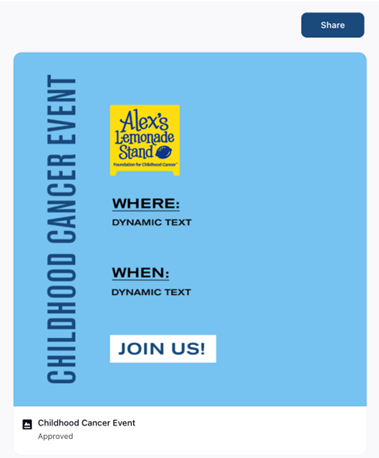 Share
CHILDHOOD CANCER EVENT
Alex's
Lemonade
Stand
Foundation for Childhood Cancer
WHERE:
DYNAMIC TEXT
WHEN:
DYNAMIC TEXT
JOIN US!
Childhood Cancer Event
Approved